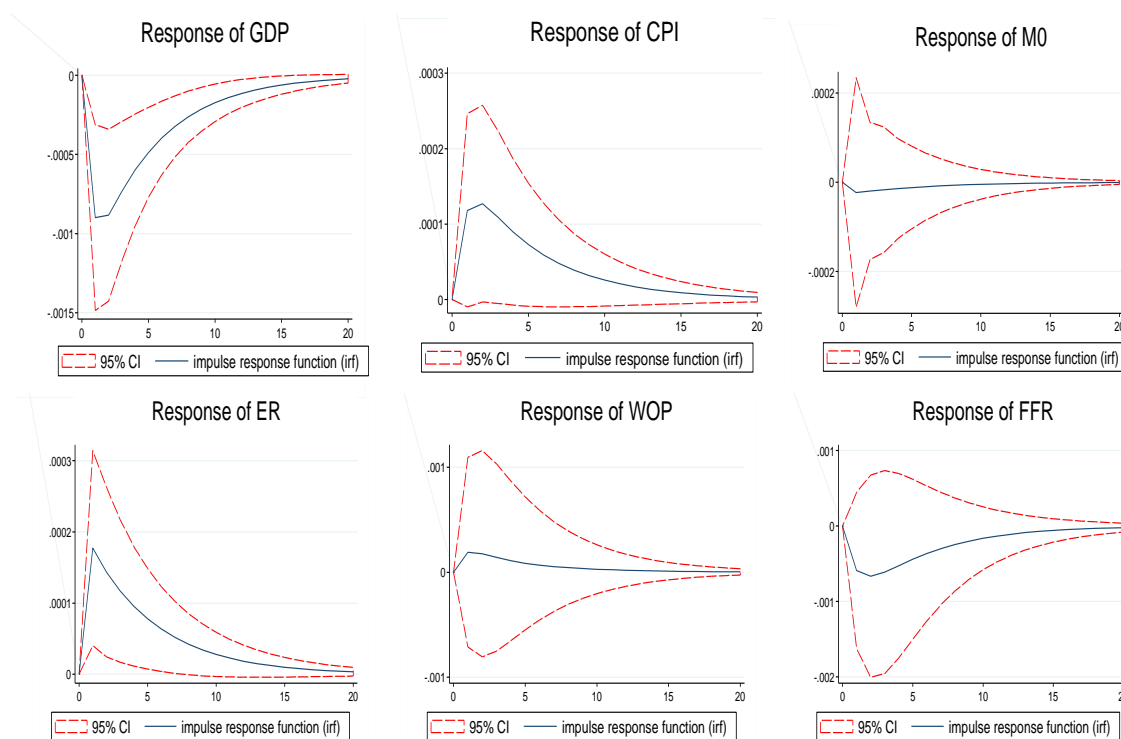 Response of GDP
0
-.0005
-.001
-.0015
0 5 10 15 20
95% CI impulse response function (irf)
Response of CPI
.0003
.0002
.0001
0
0 5 10 15 20
95% CI impulse response function (irf)
Response of M0
.0002
0
-.0002
0 5 10 15 20
95% CI impulse response function (irf)
Response of ER
.0003
.0002
.0001
0
0 5 10 15 20
95% CI impulse response function (irf)
Response of WOP
.001
0
-.001
0 5 10 15 20
95% CI impulse response function (irf)
Response of FFR
.001
0
-.001
-.002
0 5 10 15 20
95% CI impulse response function (irf)